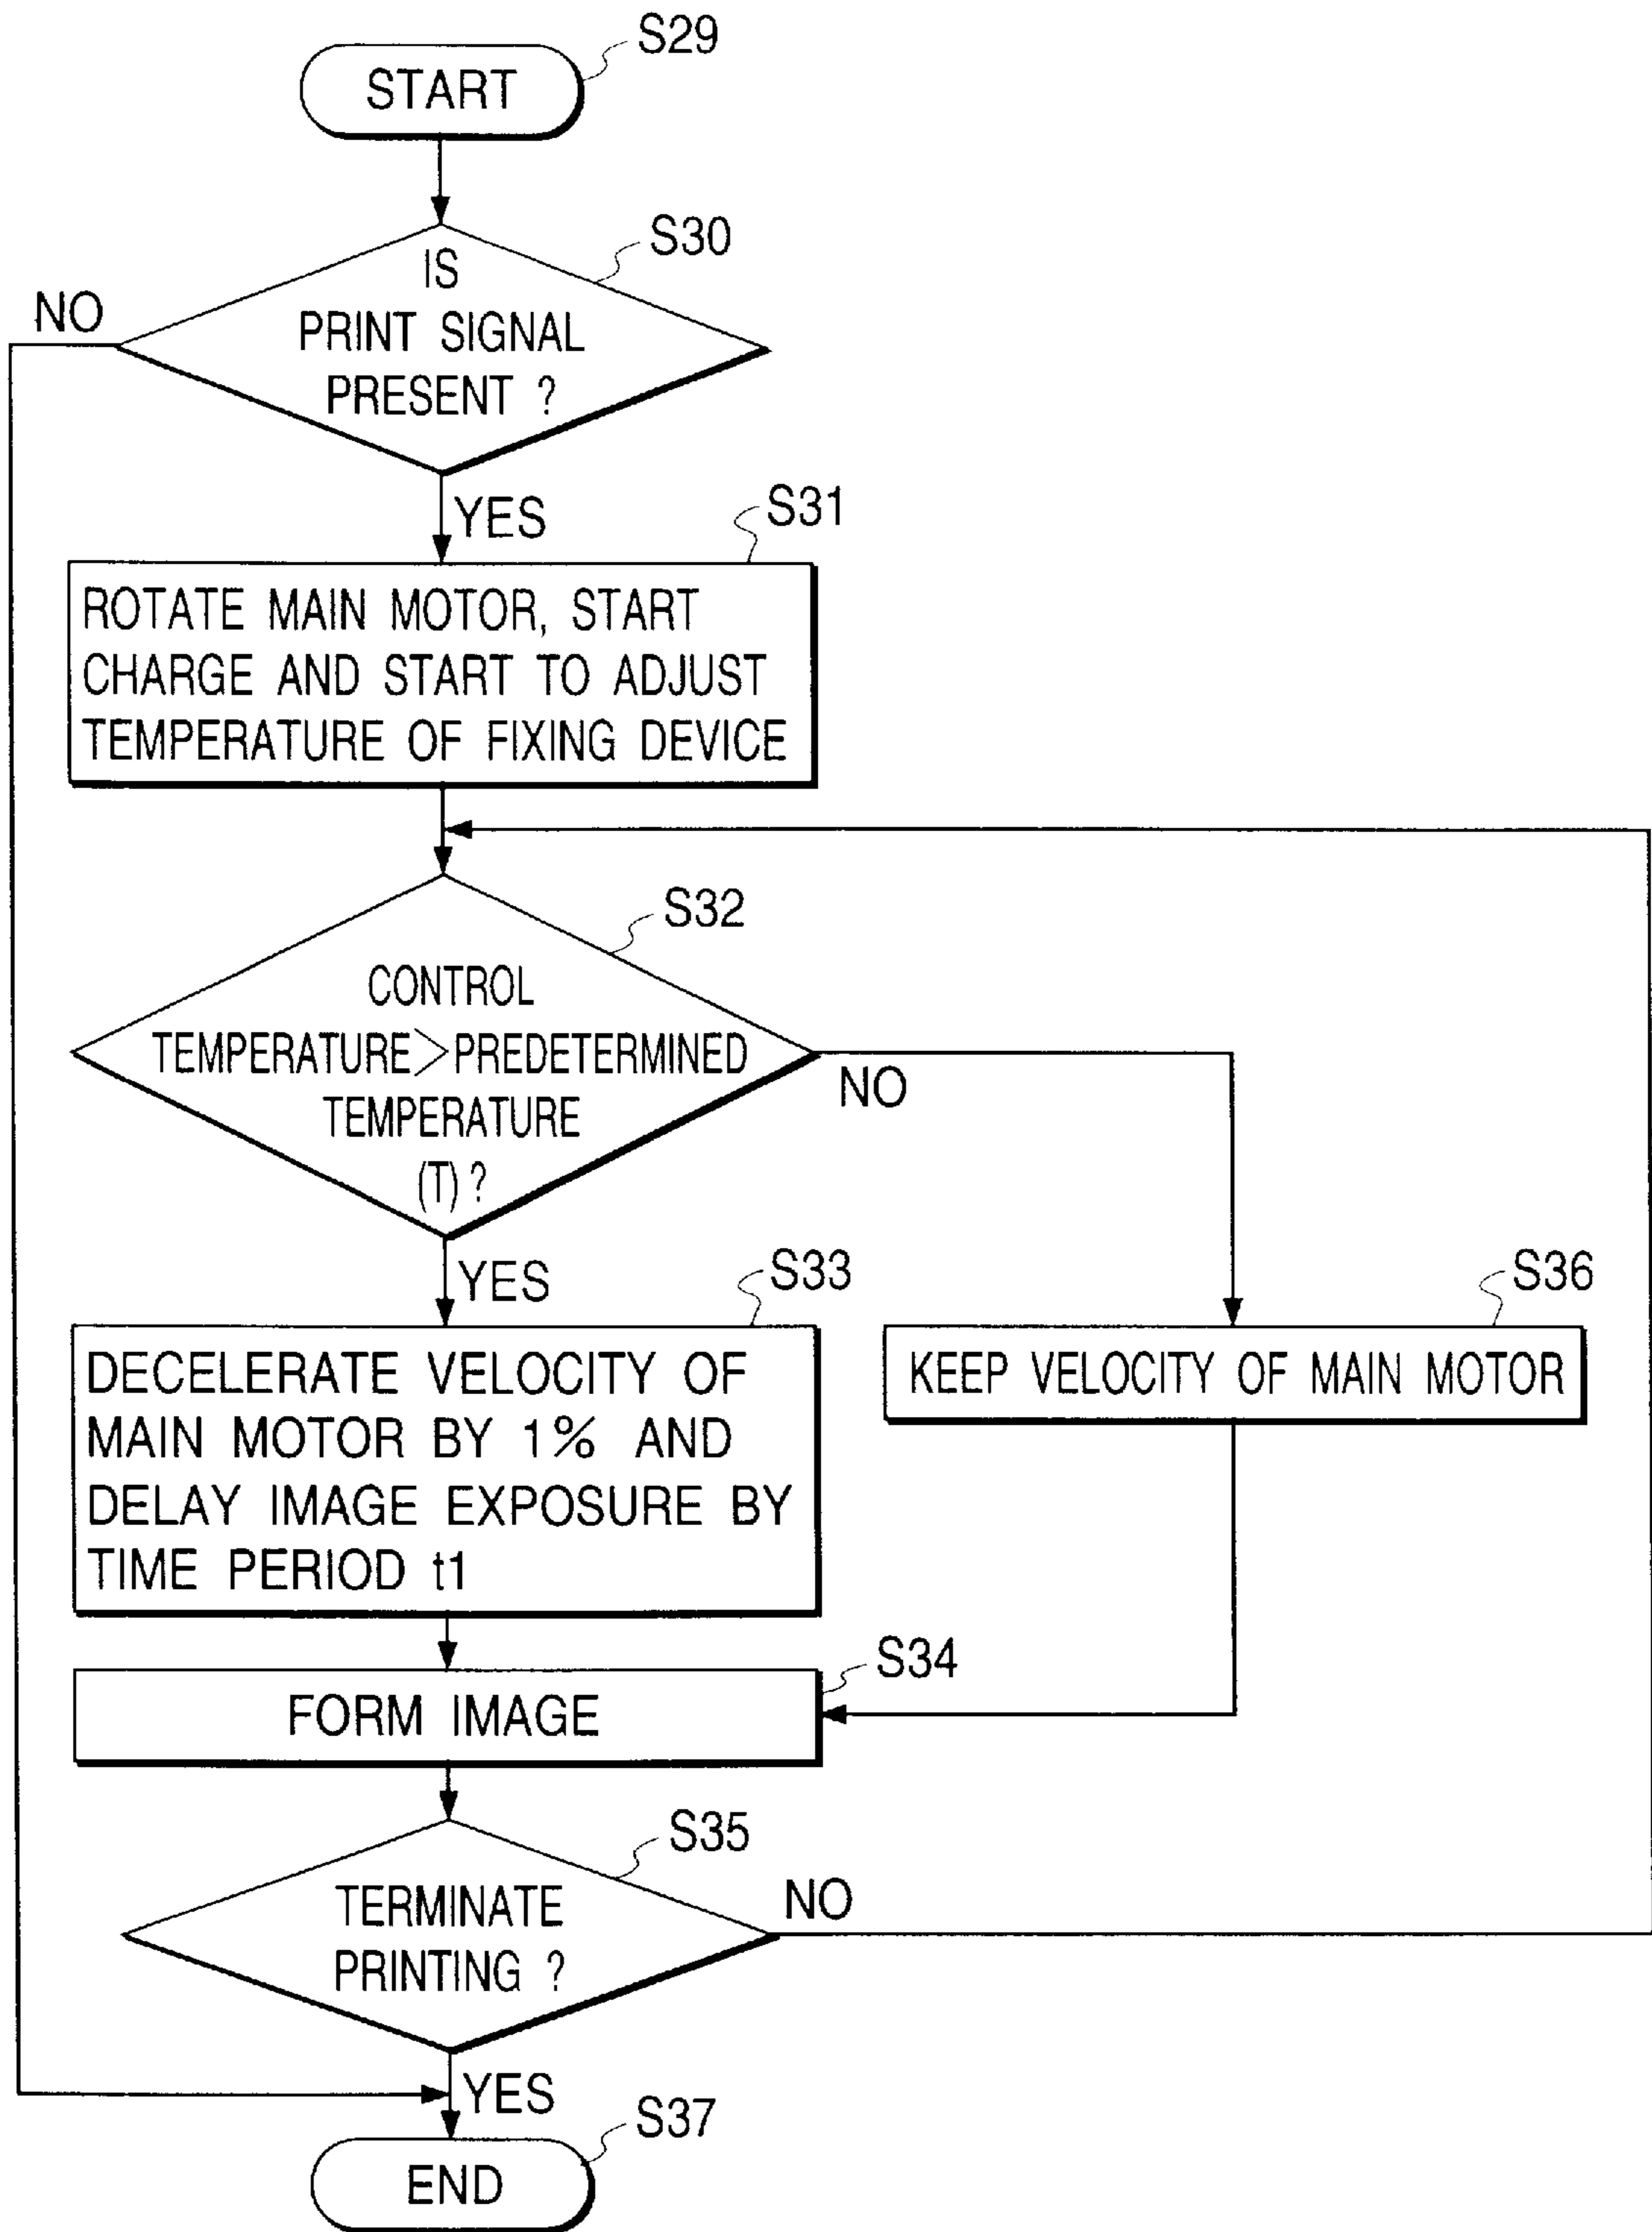 S29
START
S30
IS
PRINT SIGNAL
PRESENT ?
NO
YES
S31
ROTATE MAIN MOTOR, START
CHARGE AND START TO ADJUST
TEMPERATURE OF FIXING DEVICE
S32
CONTROL
TEMPERATURE>PREDETERMINED
TEMPERATURE
(T) ?
NO
YES
S33
DECELERATE VELOCITY OF
MAIN MOTOR BY 1% AND
DELAY IMAGE EXPOSURE BY
TIME PERIOD t1
S36
KEEP VELOCITY OF MAIN MOTOR
S34
FORM IMAGE
S35
TERMINATE
PRINTING ?
NO
YES
S37
END